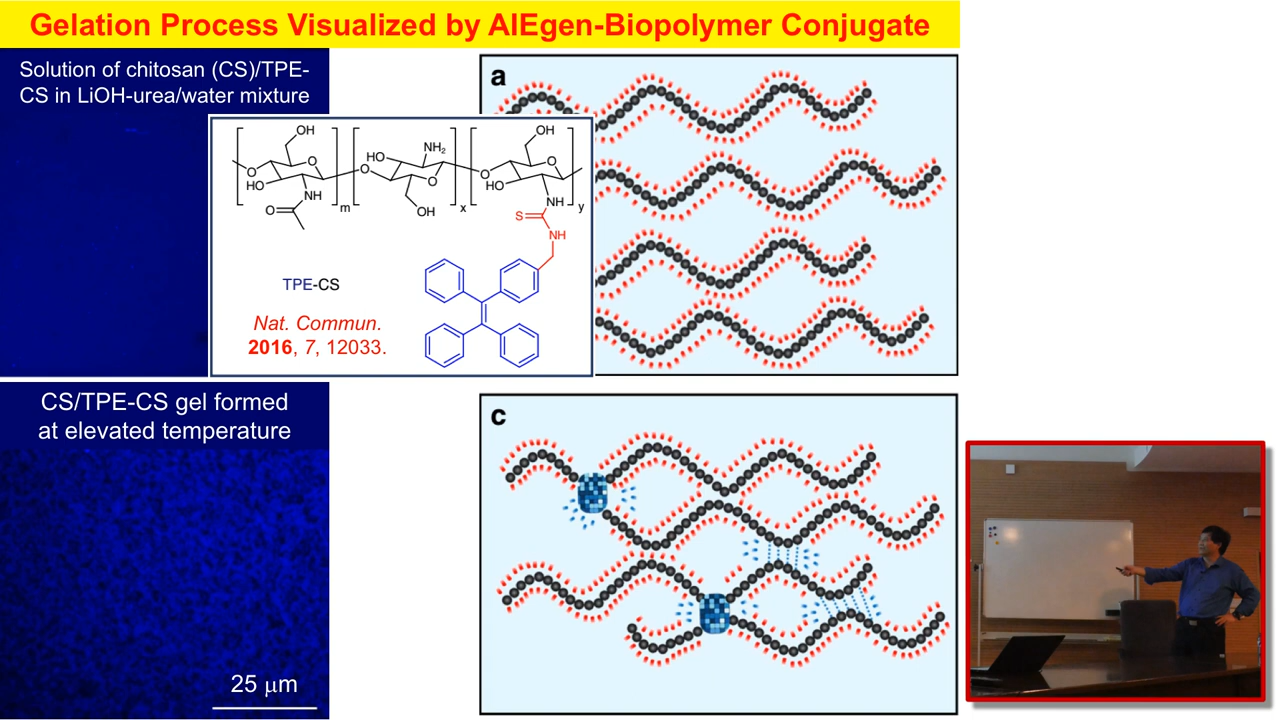 Gelation Process Visualized by AIEgen-Biopolymer Conjugate
Solution of chitosan (CS)/TPE-
CS in LiOH-urea/water mixture
a
OH
O
O
HO
NH
O
m
HO
NH₂
O
O
OH
x
OH
O
O
HO
NH
y
S
NH
TPE-CS
Nat. Commun.
2016, 7, 12033.
CS/TPE-CS gel formed
at elevated temperature
25 μm
c